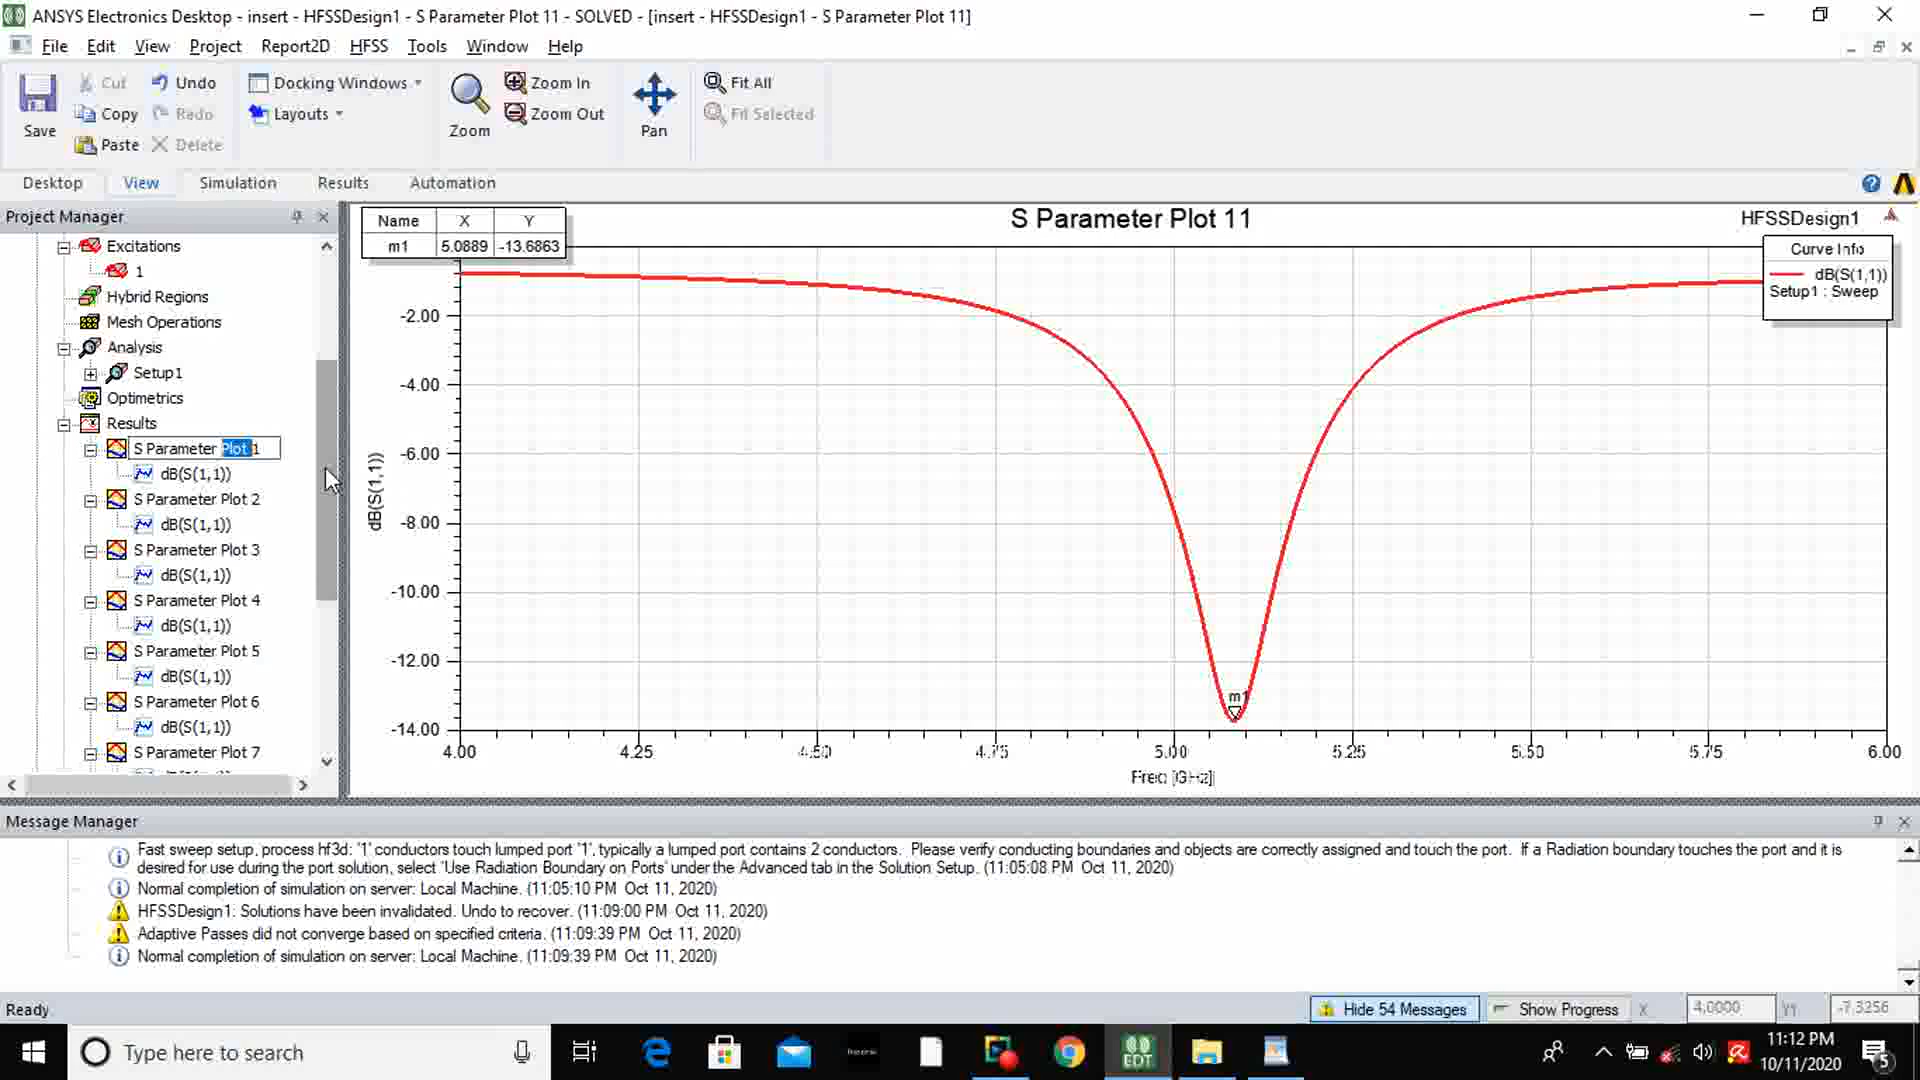 ANSYS Electronics Desktop - insert - HFSSDesign1 - S Parameter Plot 11 - SOLVED - [insert - HFSSDesign1 - S Parameter Plot 11]
File Edit View Project Report2D HFSS Tools Window Help
Save
Cut
Copy
Paste
Undo
Redo
Delete
Docking Windows
Layouts
Zoom
Zoom In
Zoom Out
Pan
Fit All
Fit Selected
Desktop View Simulation Results Automation
Project Manager
Excitations
1
Hybrid Regions
Mesh Operations
Analysis
Setup1
Optimetrics
Results
S Parameter Plot 1
dB(S(1,1))
S Parameter Plot 2
dB(S(1,1))
S Parameter Plot 3
dB(S(1,1))
S Parameter Plot 4
dB(S(1,1))
S Parameter Plot 5
dB(S(1,1))
S Parameter Plot 6
dB(S(1,1))
S Parameter Plot 7
Name X Y
m1 5.0889 -13.6863
S Parameter Plot 11
HFSSDesign1
Curve Info
dB(S(1,1))
Setup1 : Sweep
dB(S(1,1))
-2.00
-4.00
-6.00
-8.00
-10.00
-12.00
-14.00
m1
4.00 4.25 4.50 4.75 5.00 5.25 5.50 5.75 6.00
Freq [GHz]
Message Manager
Fast sweep setup, process hf3d: '1' conductors touch lumped port '1', typically a lumped port contains 2 conductors. Please verify conducting boundaries and objects are correctly assigned and touch the port. If a Radiation boundary touches the port and it is
desired for use during the port solution, select 'Use Radiation Boundary on Ports' under the Advanced tab in the Solution Setup. (11:05:08 PM Oct 11, 2020)
Normal completion of simulation on server: Local Machine. (11:05:10 PM Oct 11, 2020)
HFSSDesign1: Solutions have been invalidated. Undo to recover. (11:09:00 PM Oct 11, 2020)
Adaptive Passes did not converge based on specified criteria. (11:09:39 PM Oct 11, 2020)
Normal completion of simulation on server: Local Machine. (11:09:39 PM Oct 11, 2020)
Ready
Hide 54 Messages
Show Progress
X 4.0000 Y1 -7.3256
Type here to search
EDT
11:12 PM
10/11/2020
5